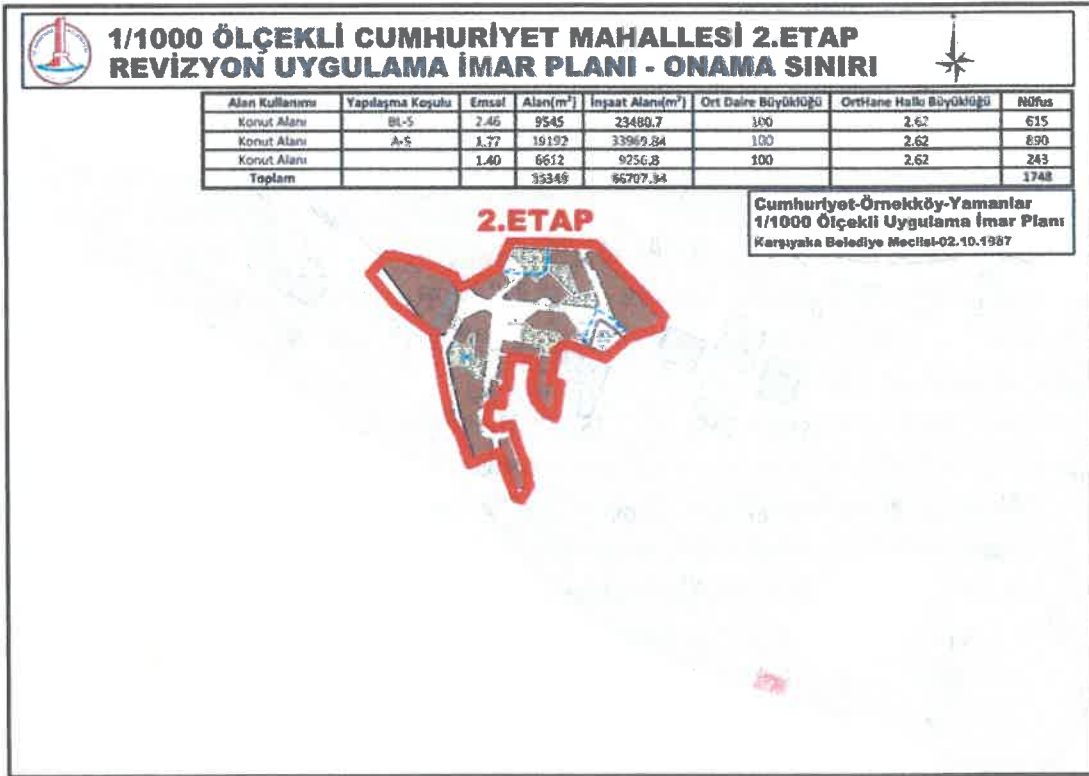 1/1000 ÖLÇEKLİ CUMHURİYET MAHALLESİ 2.ETAP
REVİZYON UYGULAMA İMAR PLANI - ONAMA SINIRI
Alan Kullanımı Yapılaşma Koşulu Emsal Alan(m²) İnşaat Alanı(m²) Ort Daire Büyüklüğü OrtHane Halkı Büyüklüğü Nüfus
Konut Alanı BL-5 2.46 9545 23480.7 100 2.62 615
Konut Alanı A-5 1.77 19192 33969.84 100 2.62 890
Konut Alanı 1.40 6612 9256.8 100 2.62 243
Toplam 35349 66707.34 1748
Cumhuriyet-Örnekköy-Yamanlar
1/1000 Ölçekli Uygulama İmar Planı
Karşıyaka Belediye Meclisi-02.10.1987
2.ETAP